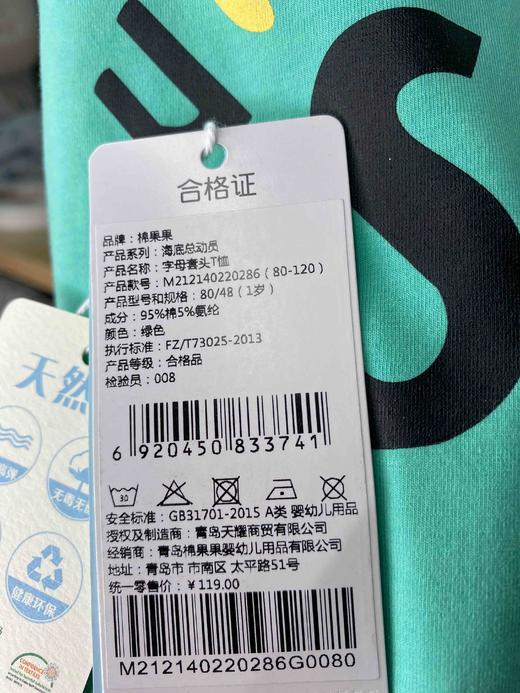 us
合格证
品牌：棉果果
产品系列：海底总动员
产品名称：字母套头T恤
产品款号：M212140220286（80-120）
产品型号和规格：80/48（1岁）
成分：95%棉5%氨纶
颜色：绿色
执行标准：FZ/T73025-2013
产品等级：合格品
检验员：008
6 920450 833741
30
安全标准：GB31701-2015 A类 婴幼儿用品
授权及制造商：青岛天耀商贸有限公司
经销商：青岛棉果果婴幼儿用品有限公司
地址：青岛市 市南区 太平路51号
统一零售价：￥119.00
M212140220286G0080
天然
无毒无
健康环保
CONFIDENCE
IN TEXTILES